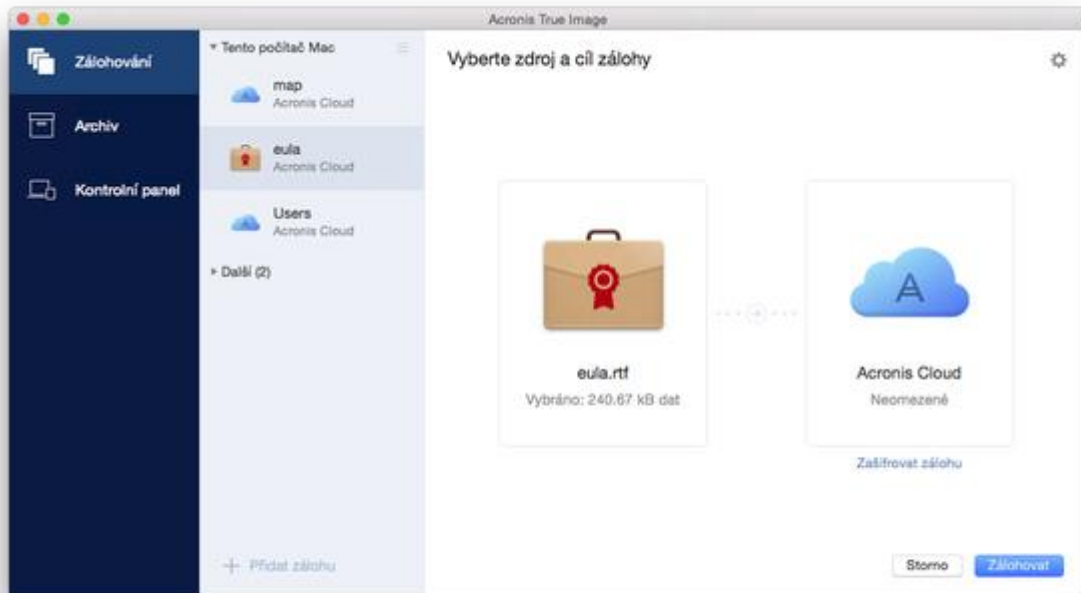 Acronis True Image
Zálohování
Archiv
Kontrolní panel
Tento počítač Mac
map
Acronis Cloud
eula
Acronis Cloud
Users
Acronis Cloud
Další (2)
Přidat zálohu
Vyberte zdroj a cíl zálohy
eula.rtf
Vybráno: 240.67 kB dat
Acronis Cloud
Neomezené
Zašifrovat zálohu
Storno
Zálohovat